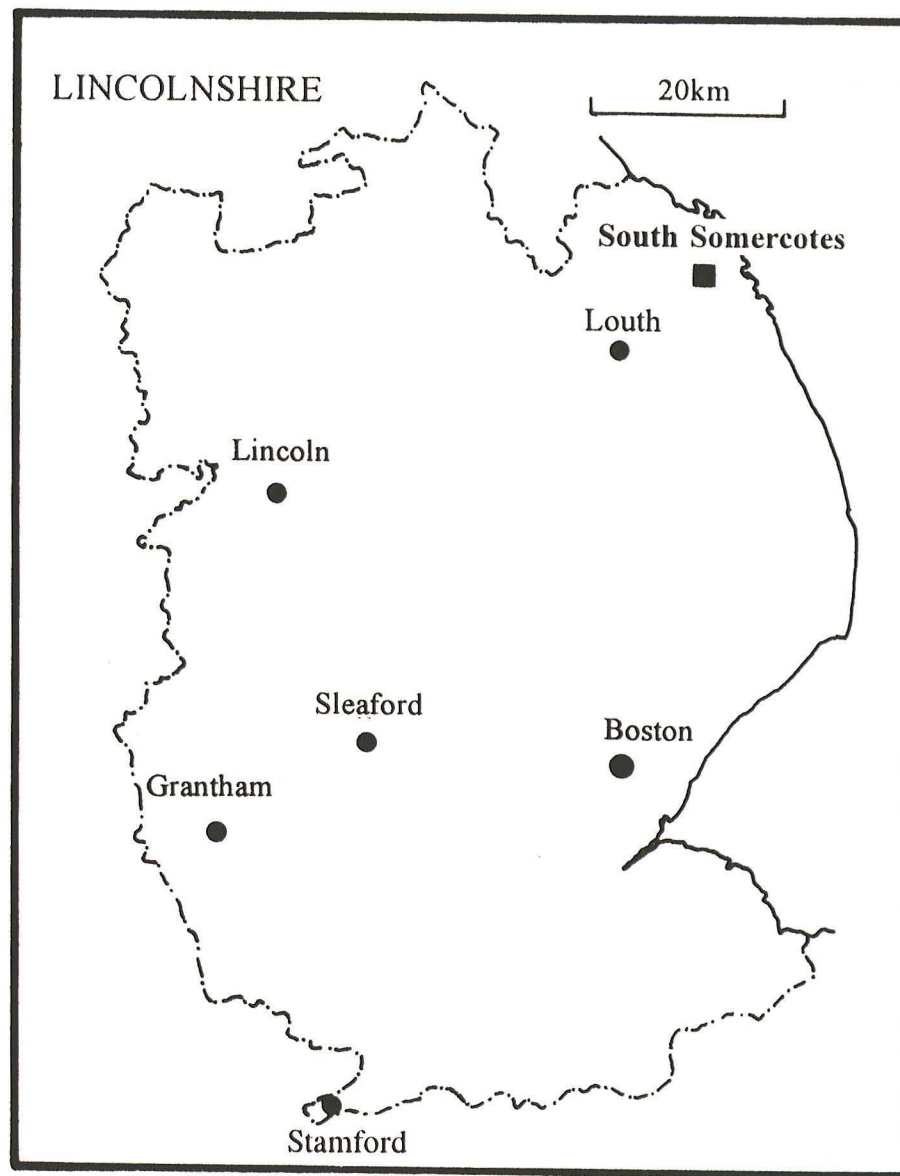 LINCOLNSHIRE
20km
South Somercotes
Louth
Lincoln
Sleaford
Boston
Grantham
Stamford